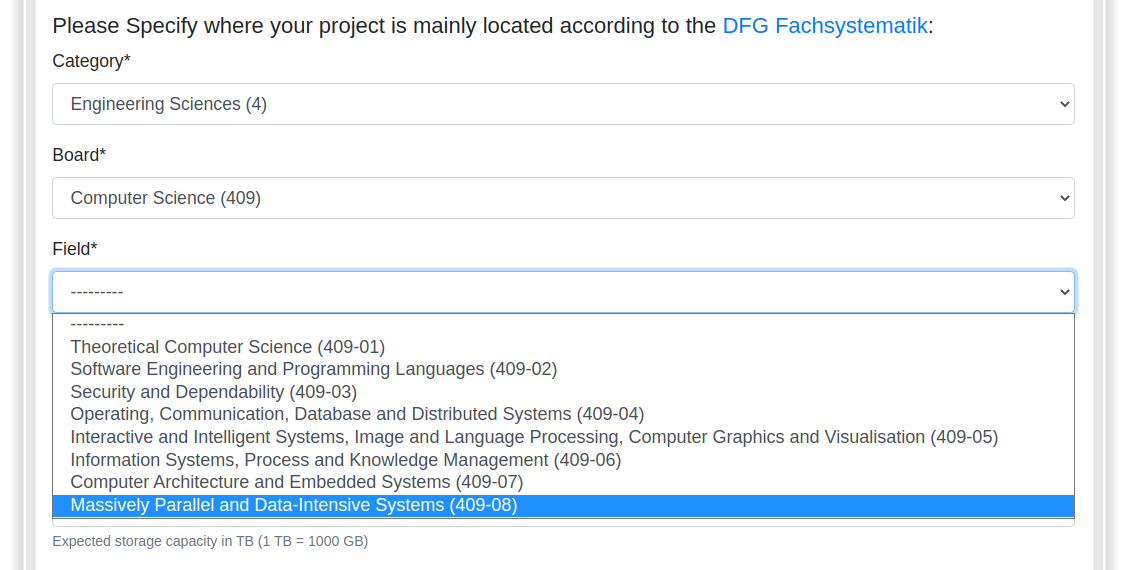 Please Specify where your project is mainly located according to the DFG Fachsystematik:
Category*
Engineering Sciences (4)
Board*
Computer Science (409)
Field*
---------
---------
Theoretical Computer Science (409-01)
Software Engineering and Programming Languages (409-02)
Security and Dependability (409-03)
Operating, Communication, Database and Distributed Systems (409-04)
Interactive and Intelligent Systems, Image and Language Processing, Computer Graphics and Visualisation (409-05)
Information Systems, Process and Knowledge Management (409-06)
Computer Architecture and Embedded Systems (409-07)
Massively Parallel and Data-Intensive Systems (409-08)
Expected storage capacity in TB (1 TB = 1000 GB)